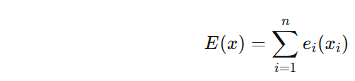 E(x) = \sum_{i=1}^{n} e_i(x_i)